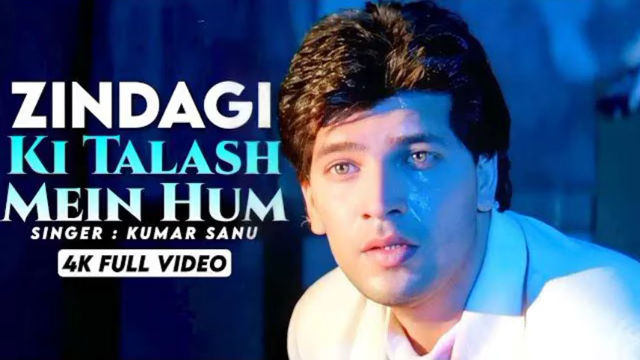 ZINDAGI
KI TALASH
MEIN HUM
SINGER : KUMAR SANU
4K FULL VIDEO